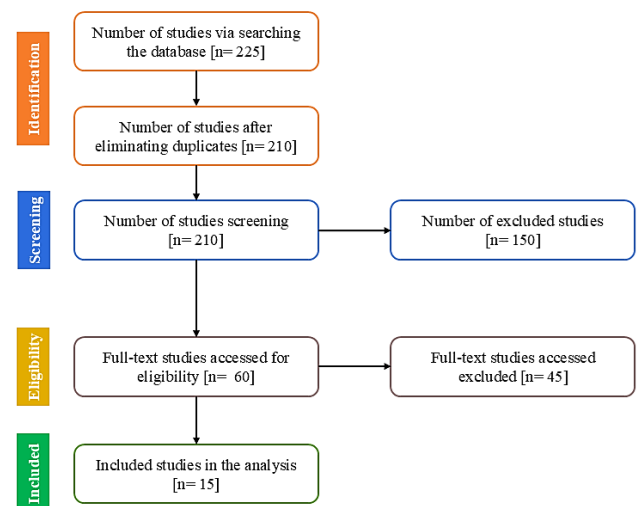 Identification
Number of studies via searching
the database [n= 225]
Number of studies after
eliminating duplicates [n= 210]
Screening
Number of studies screening
[n= 210]
Number of excluded studies
[n= 150]
Eligibility
Full-text studies accessed for
eligibility [n=  60]
Full-text studies accessed
excluded [n= 45]
Included
Included studies in the analysis
[n= 15]